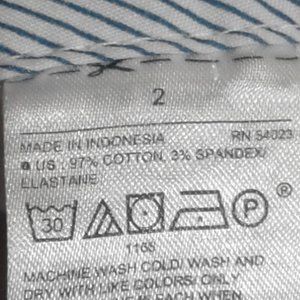 2
MADE IN INDONESIA RN 54023
US : 97% COTTON, 3% SPANDEX/
ELASTANE
30 P ®
1165
MACHINE WASH COLD/ WASH AND
DRY WITH LIKE COLORS/ ONLY
WHEN